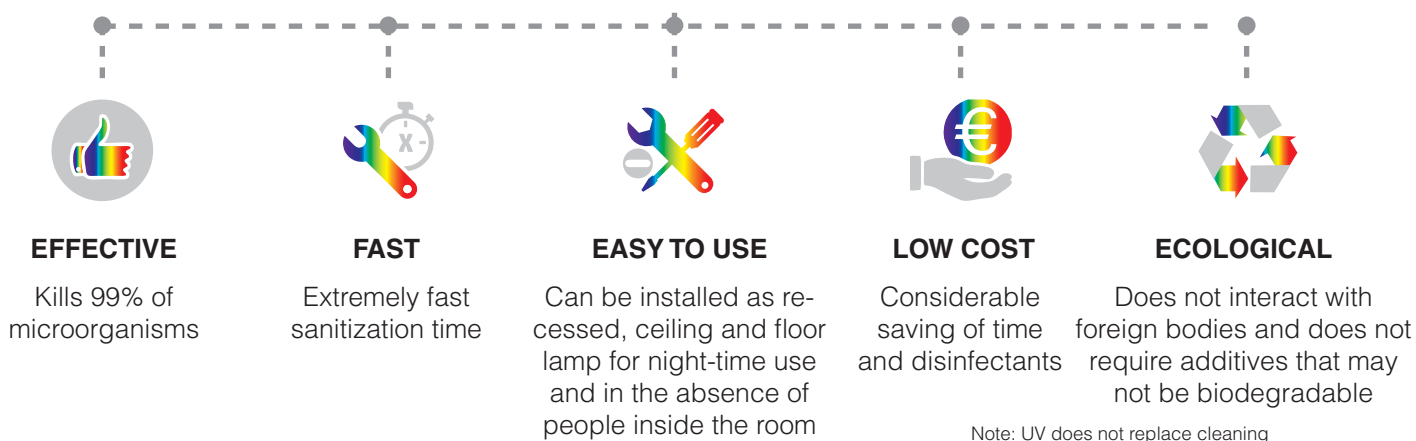 X
€
EFFECTIVE
Kills 99% of
microorganisms
FAST
Extremely fast
sanitization time
EASY TO USE
Can be installed as re-
cessed, ceiling and floor
lamp for night-time use
and in the absence of
people inside the room
LOW COST
Considerable
saving of time
and disinfectants
ECOLOGICAL
Does not interact with
foreign bodies and does not
require additives that may
not be biodegradable
Note: UV does not replace cleaning